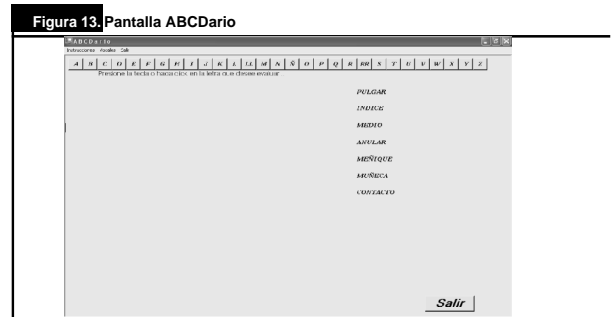 Figura 13. Pantalla ABCDario
ABCDario
Instrucciones Vocales Salir
A B C D E F G H I J K L LL M N Ñ O P Q R RR S T U V W X Y Z
Presione la tecla o haga click en la letra que desee evaluar...
PULGAR
INDICE
MEDIO
ANULAR
MEÑIQUE
MUÑECA
CONTACTO
Salir